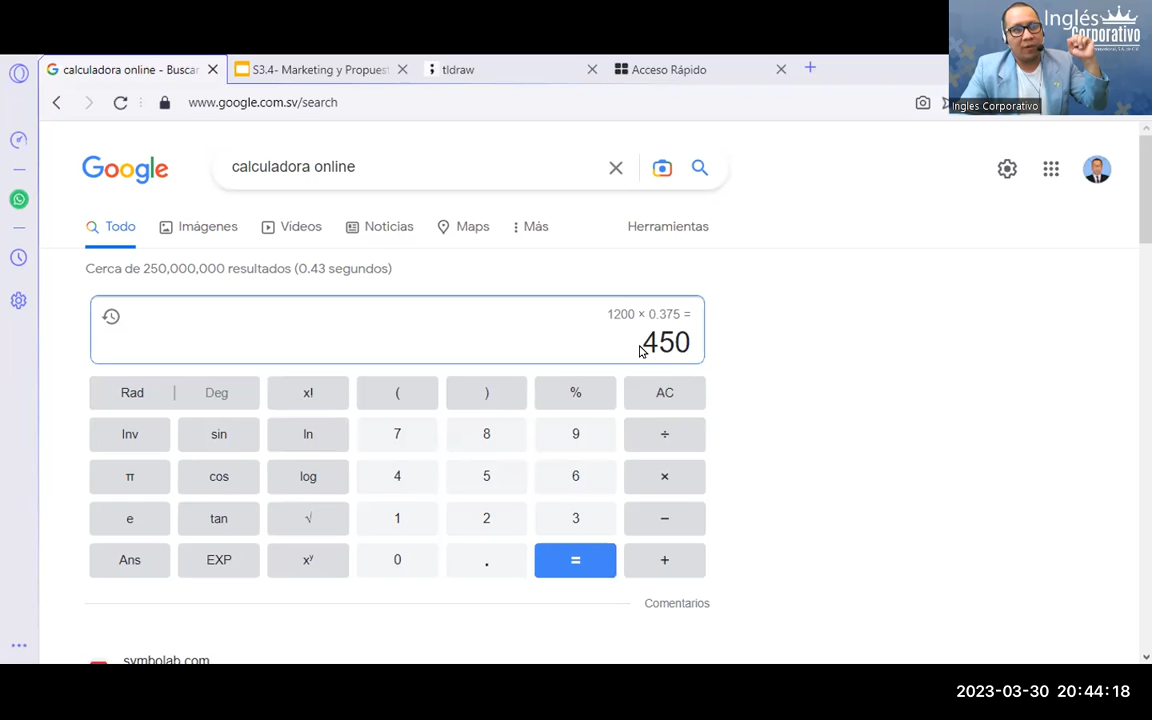 Inglés
Corporativo
Ingles Corporativo
calculadora online - Buscar
S3.4- Marketing y Propuest
tldraw
Acceso Rápido
www.google.com.sv/search
Google
calculadora online
Todo
Imágenes
Videos
Noticias
Maps
Más
Herramientas
Cerca de 250,000,000 resultados (0.43 segundos)
1200 × 0.375 =
450
Rad | Deg x! ( ) % AC
Inv sin ln 7 8 9 ÷
π cos log 4 5 6 ×
e tan √ 1 2 3 −
Ans EXP xʸ 0 . = +
Comentarios
symbolab.com
2023-03-30 20:44:18